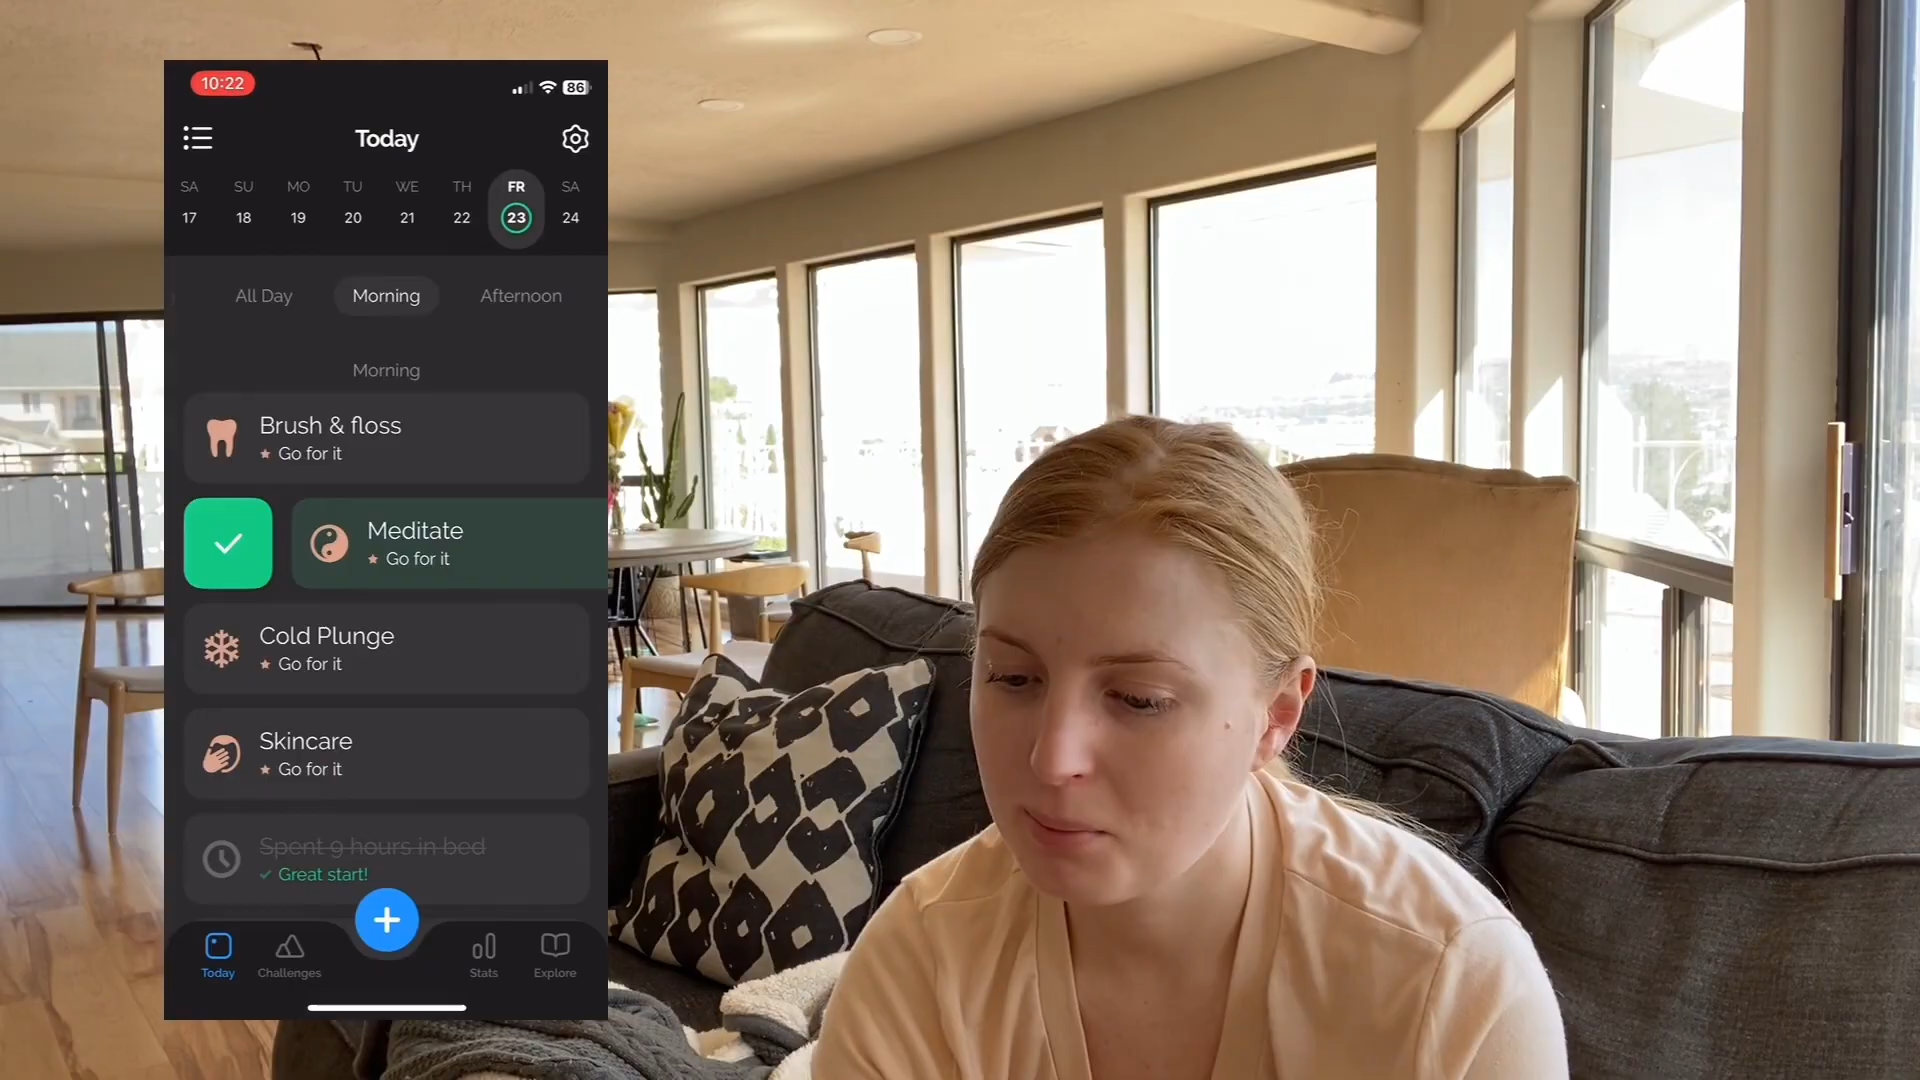 10:22
86
Today
SA SU MO TU WE TH FR SA
17 18 19 20 21 22 23 24
All Day Morning Afternoon
Morning
Brush & floss
Go for it
Meditate
Go for it
Cold Plunge
Go for it
Skincare
Go for it
Spent 9 hours in bed
Great start!
Today Challenges Stats Explore